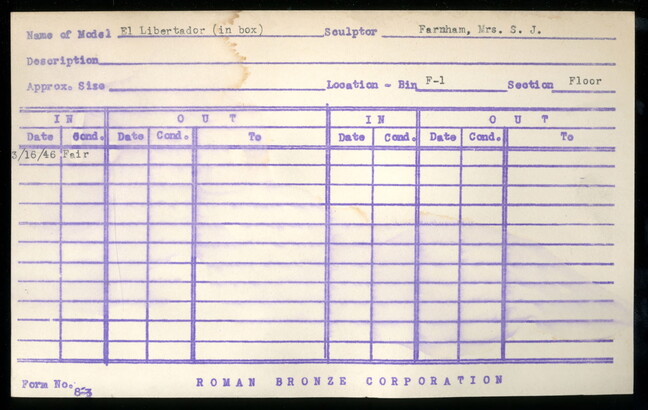 Name of Model El Libertador (in box) Sculptor Farnham, Mrs. S. J.
Description
Approx. Size Location - Bin F-1 Section Floor
IN OUT IN OUT
Date Cond. Date Cond. To Date Cond. Date Cond. To
3/16/46 Fair
Form No. 8-3 ROMAN BRONZE CORPORATION